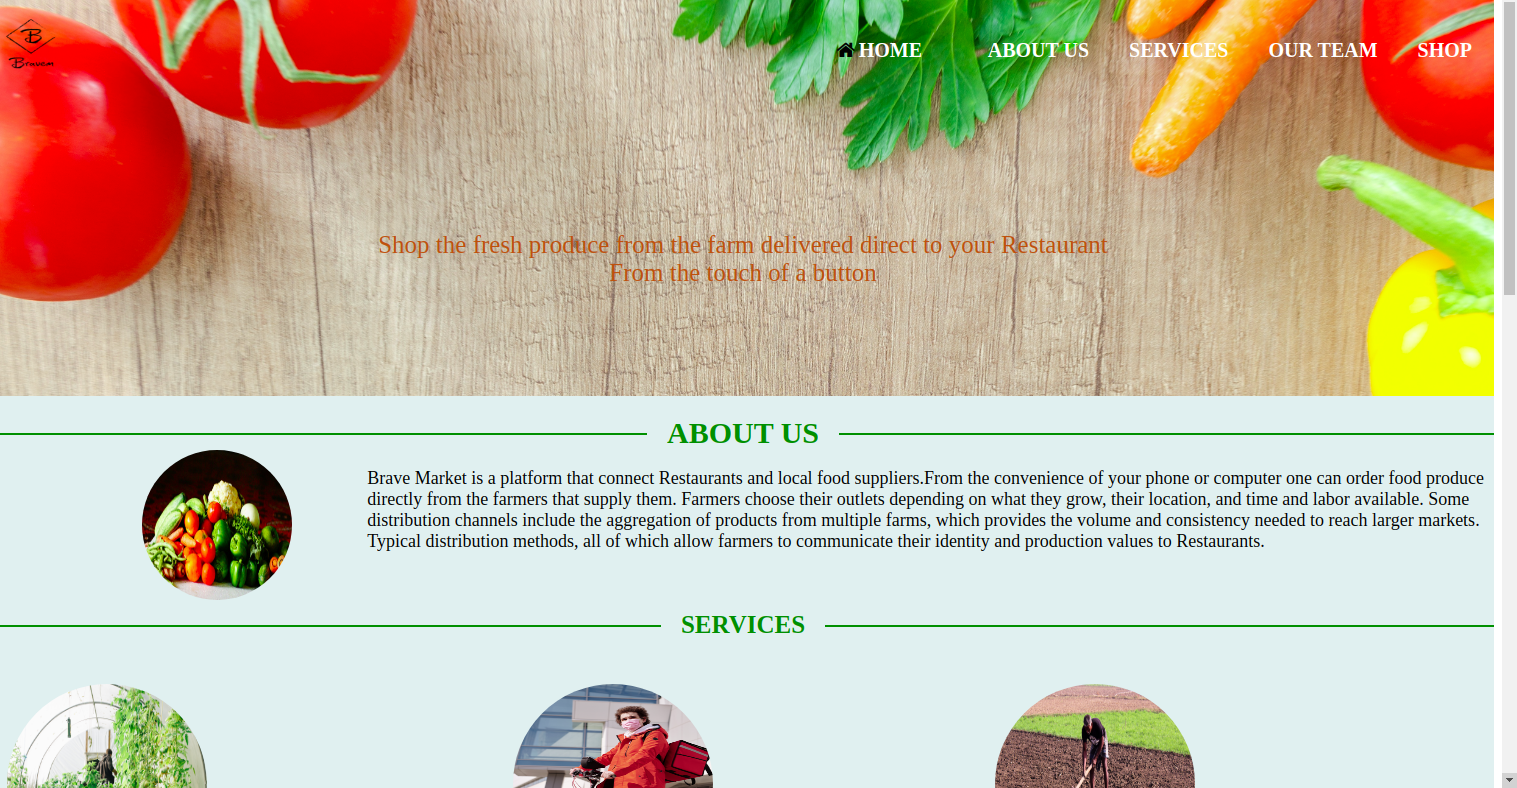 B
Bravem
HOME ABOUT US SERVICES OUR TEAM SHOP
Shop the fresh produce from the farm delivered direct to your Restaurant
From the touch of a button
ABOUT US
Brave Market is a platform that connect Restaurants and local food suppliers.From the convenience of your phone or computer one can order food produce
directly from the farmers that supply them. Farmers choose their outlets depending on what they grow, their location, and time and labor available. Some
distribution channels include the aggregation of products from multiple farms, which provides the volume and consistency needed to reach larger markets.
Typical distribution methods, all of which allow farmers to communicate their identity and production values to Restaurants.
SERVICES